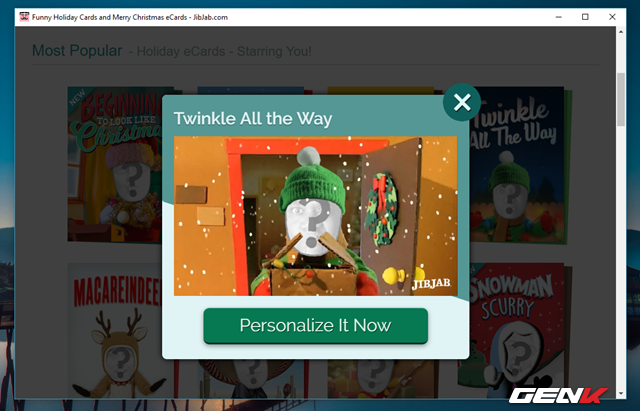 Funny Holiday Cards and Merry Christmas eCards - JibJab.com
Most Popular - Holiday eCards - Starring You!
NEW
BEGINNING
TO LOOK LIKE
Christmas
Twinkle
All The Way
Twinkle All the Way
?
JIBJAB
Personalize It Now
MACAREINDEER
SNOWMAN
SCURRY
GENK